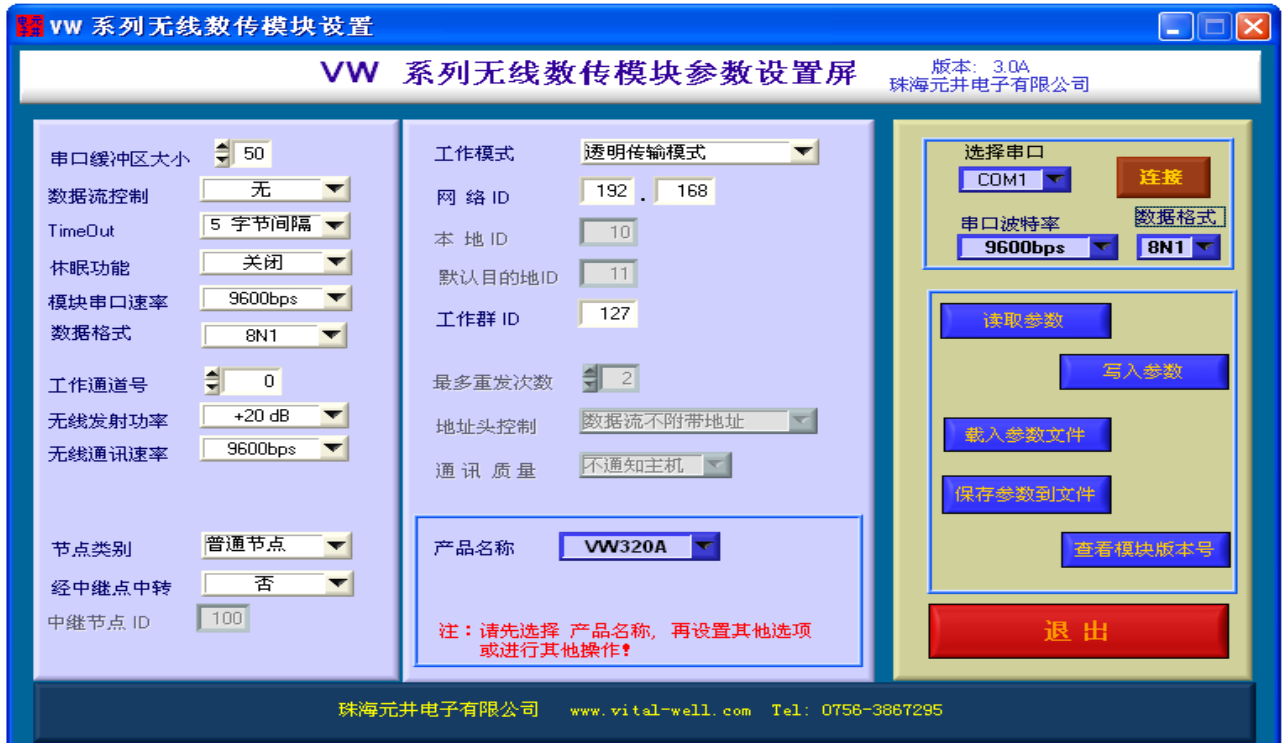 VW 系列无线数传模块设置
VW 系列无线数传模块参数设置屏
版本: 3.0A
珠海元井电子有限公司
串口缓冲区大小 50
数据流控制 无
TimeOut 5 字节间隔
休眠功能 关闭
模块串口速率 9600bps
数据格式 8N1
工作通道号 0
无线发射功率 +20 dB
无线通讯速率 9600bps
节点类别 普通节点
经中继点中转 否
中继节点 ID 100
工作模式 透明传输模式
网 络 ID 192 . 168
本 地 ID 10
默认目的地ID 11
工作群 ID 127
最多重发次数 2
地址头控制 数据流不附带地址
通 讯 质 量 不通知主机
产品名称 VW320A
注：请先选择 产品名称, 再设置其他选项
或进行其他操作!
选择串口
COM1 连接
串口波特率 数据格式
9600bps 8N1
读取参数
写入参数
载入参数文件
保存参数到文件
查看模块版本号
退 出
珠海元井电子有限公司 www.vital-well.com Tel: 0756-3867295